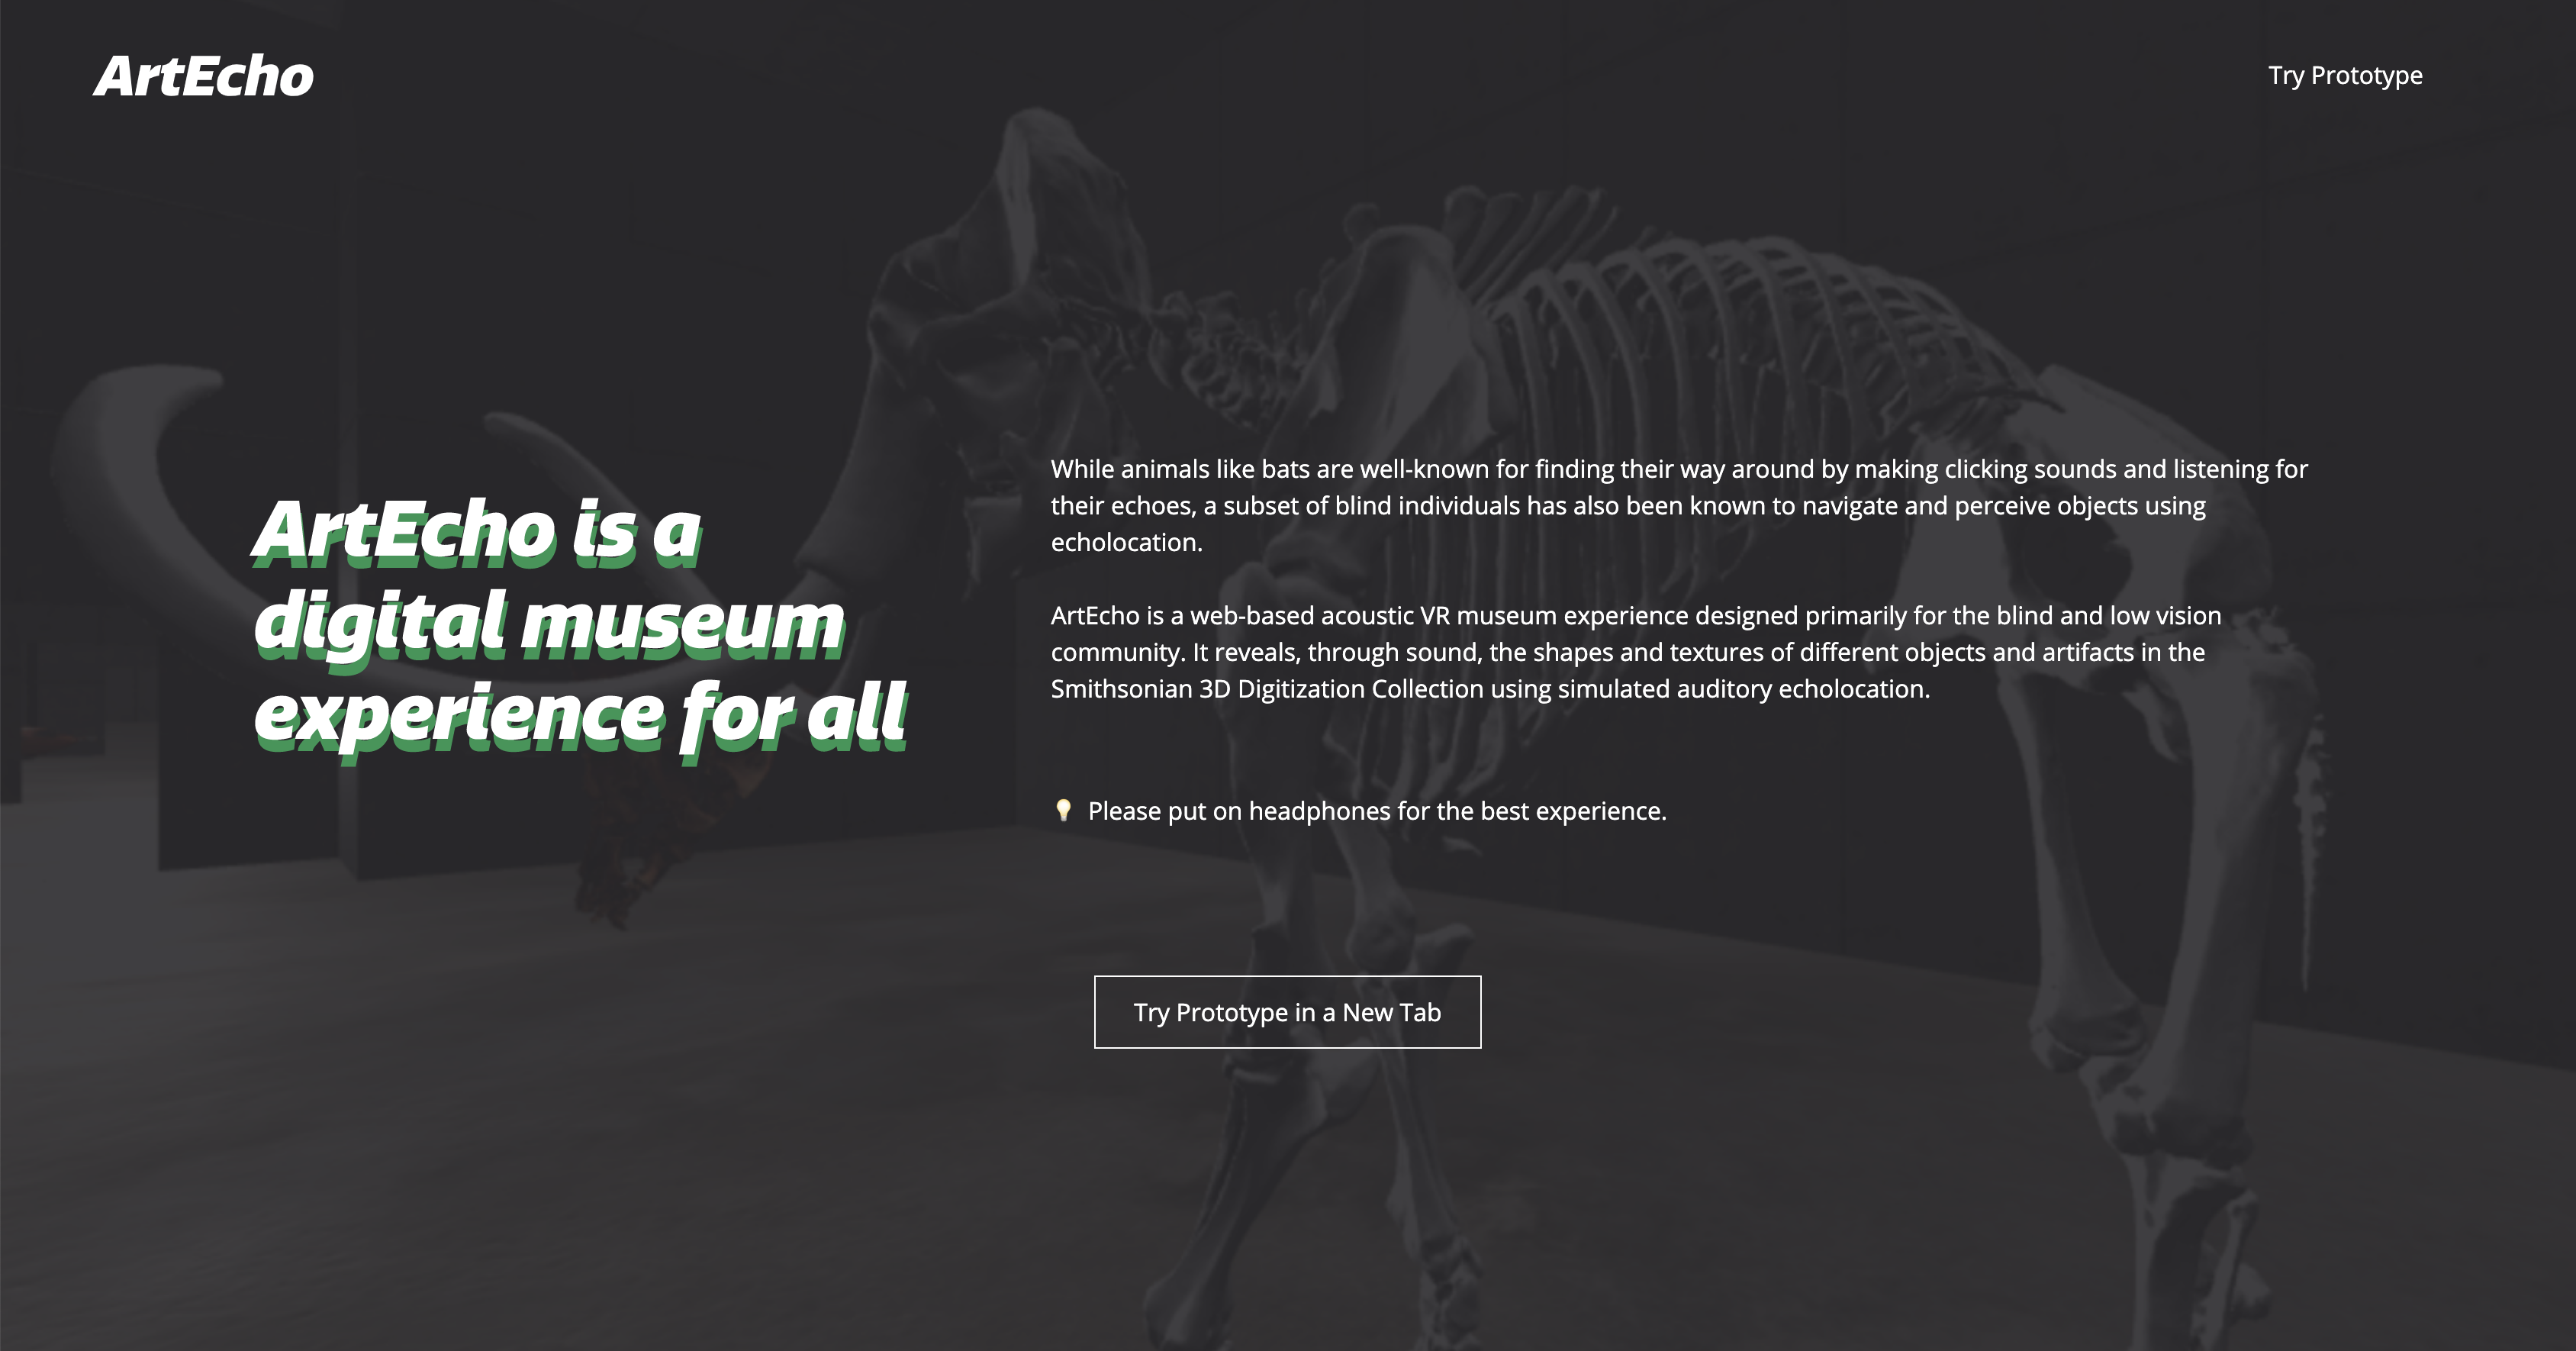 ArtEcho
Try Prototype
ArtEcho is a
digital museum
experience for all
While animals like bats are well-known for finding their way around by making clicking sounds and listening for
their echoes, a subset of blind individuals has also been known to navigate and perceive objects using
echolocation.
ArtEcho is a web-based acoustic VR museum experience designed primarily for the blind and low vision
community. It reveals, through sound, the shapes and textures of different objects and artifacts in the
Smithsonian 3D Digitization Collection using simulated auditory echolocation.
💡 Please put on headphones for the best experience.
Try Prototype in a New Tab